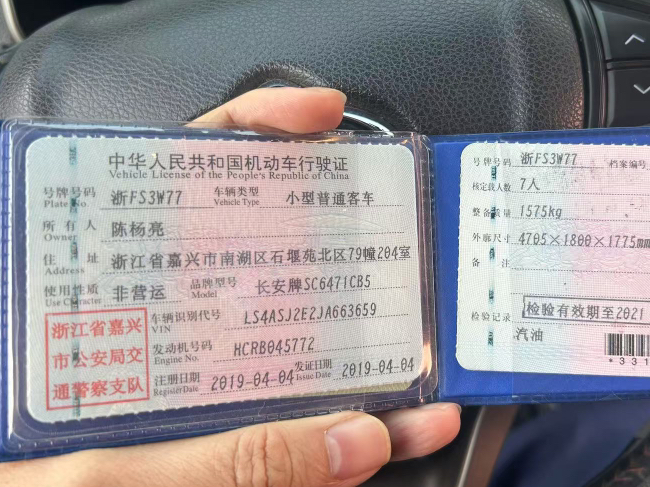 中华人民共和国机动车行驶证
Vehicle License of the People's Republic of China
号牌号码 浙FS3W77 车辆类型 小型普通客车
Plate No. Vehicle Type
所有人 陈杨亮
Owner
住址 浙江省嘉兴市南湖区石堰苑北区79幢204室
Address
使用性质 非营运 品牌型号 长安牌SC6471CB5
Use Character Model
浙江省嘉兴
市公安局交
通警察支队
车辆识别代号 LS4ASJ2E2JA663659
VIN
发动机号码 HCRB045772
Engine No.
注册日期 2019-04-04 发证日期 2019-04-04
Register Date Issue Date
号牌号码 浙FS3W77 档案编号
核定载人数 7人
整备质量 1575kg
外廓尺寸 4705×1800×1775mm
备注
检验有效期至2021
检验记录
汽油
*331